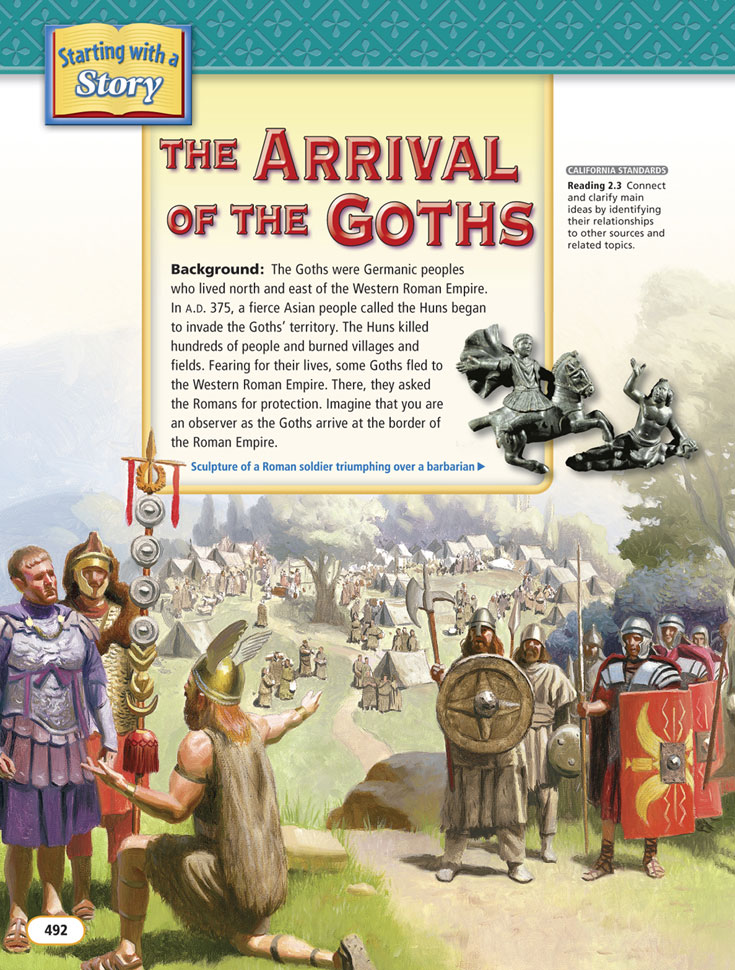 Starting with a
Story
THE ARRIVAL
OF THE GOTHS
CALIFORNIA STANDARDS
Reading 2.3 Connect
and clarify main
ideas by identifying
their relationships
to other sources and
related topics.
Background: The Goths were Germanic peoples
who lived north and east of the Western Roman Empire.
In A.D. 375, a fierce Asian people called the Huns began
to invade the Goths’ territory. The Huns killed
hundreds of people and burned villages and
fields. Fearing for their lives, some Goths fled to
the Western Roman Empire. There, they asked
the Romans for protection. Imagine that you are
an observer as the Goths arrive at the border of
the Roman Empire.
Sculpture of a Roman soldier triumphing over a barbarian ▶
492